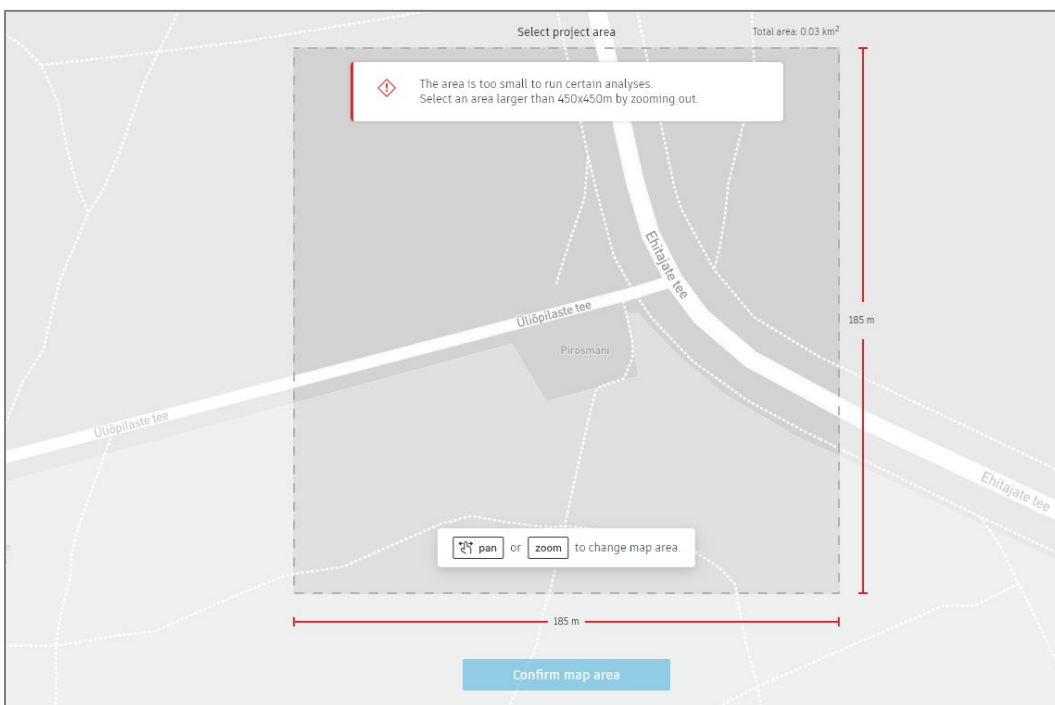 Select project area
Total area: 0.03 km²
The area is too small to run certain analyses.
Select an area larger than 450x450m by zooming out.
Ehitajate tee
Üliõpilaste tee
185 m
Pirosmani
Üliõpilaste tee
Ehitajate tee
pan or zoom to change map area.
185 m
Confirm map area